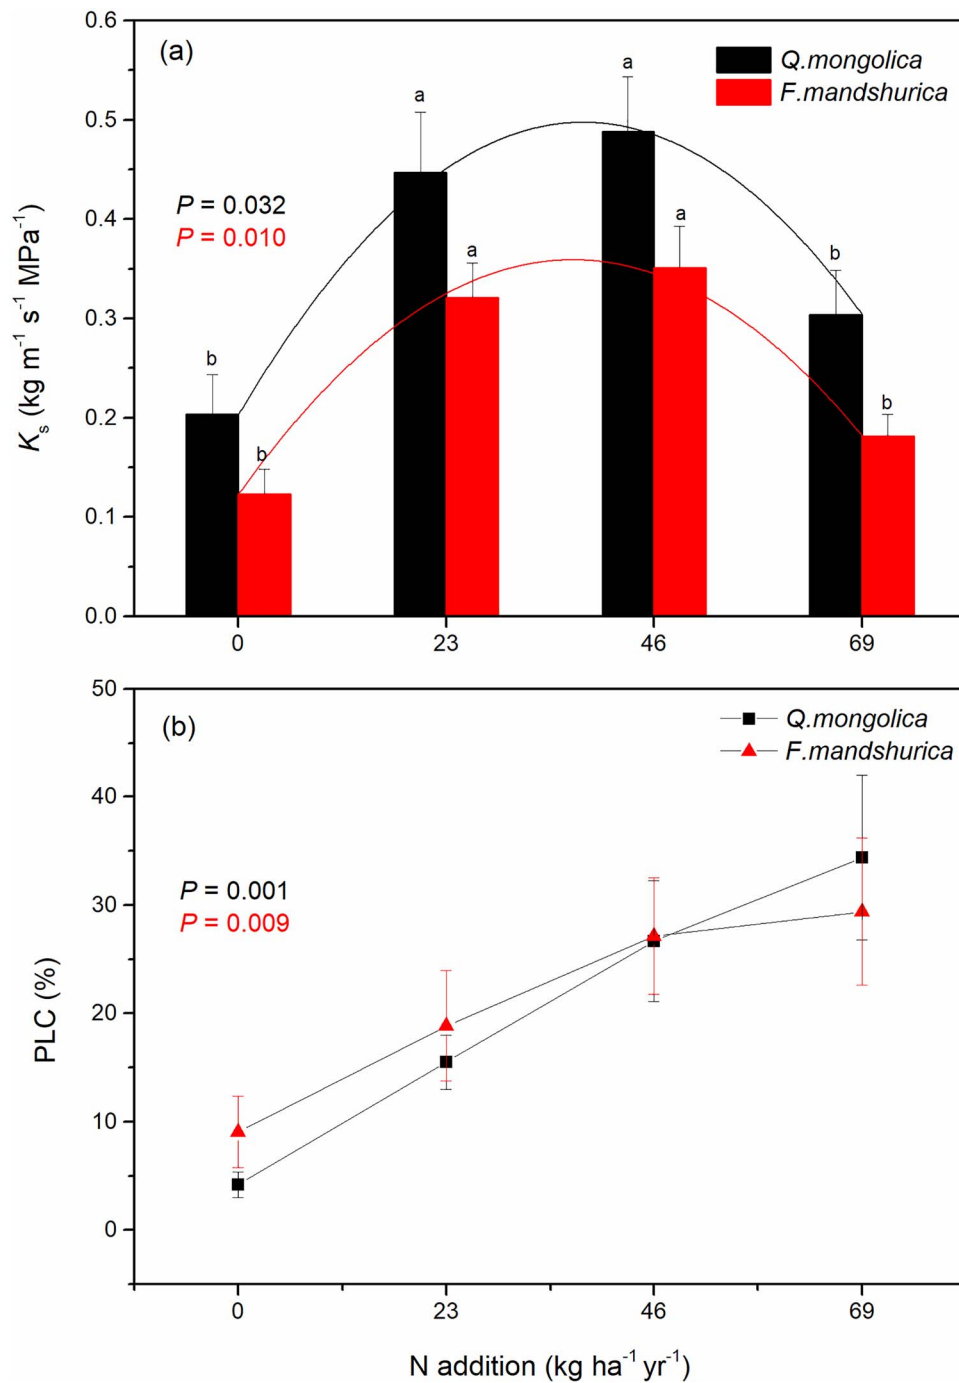 0.6
(a)
Q.mongolica
F.mandshurica
a
a
0.5
P = 0.032
P = 0.010
0.4
a
a
b
0.3
b
b
0.2
b
0.1
0.0
Kₛ (kg m⁻¹ s⁻¹ MPa⁻¹)
0 23 46 69
50
(b)
Q.mongolica
F.mandshurica
40
P = 0.001
P = 0.009
30
20
10
0
PLC (%)
0 23 46 69
N addition (kg ha⁻¹ yr⁻¹)